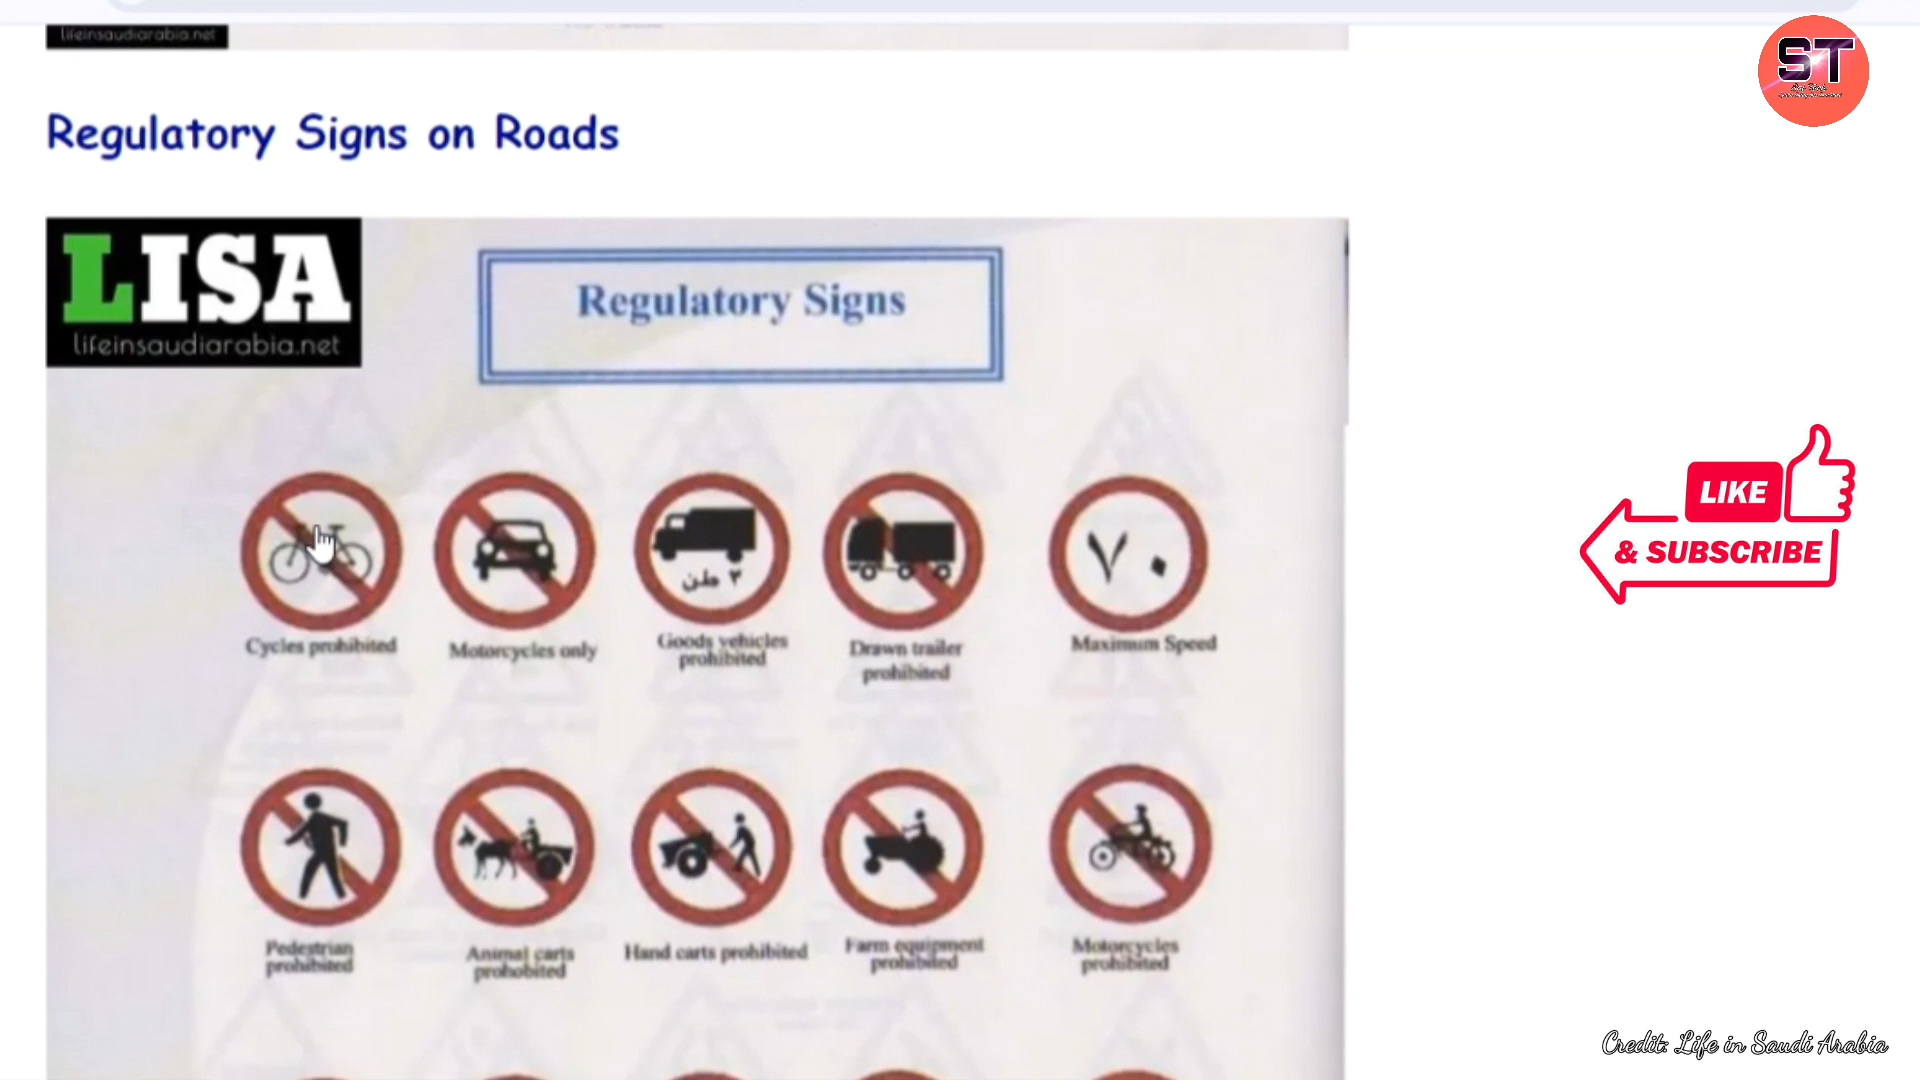 lifeinsaudiarabia.net
ST
Regulatory Signs on Roads
LISA
lifeinsaudiarabia.net
Regulatory Signs
٣ طن
٧٠
Cycles prohibited
Motorcycles only
Goods vehicles
prohibited
Drawn trailer
prohibited
Maximum Speed
LIKE
& SUBSCRIBE
Pedestrian
prohibited
Animal carts
prohobited
Hand carts prohibited
Farm equipment
prohibited
Motorcycles
prohibited
Credit: Life in Saudi Arabia